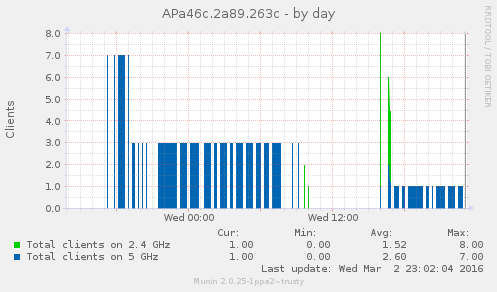 APa46c.2a89.263c - by day
8.0
7.0
6.0
5.0
4.0
3.0
2.0
1.0
0.0
Clients
RRDTOOL / TOBI OETIKER
Wed 00:00 Wed 12:00
Cur: Min: Avg: Max:
Total clients on 2.4 GHz 1.00 0.00 1.52 8.00
Total clients on 5 GHz 1.00 0.00 2.60 7.00
Last update: Wed Mar 2 23:02:04 2016
Munin 2.0.25-1ppa2~trusty